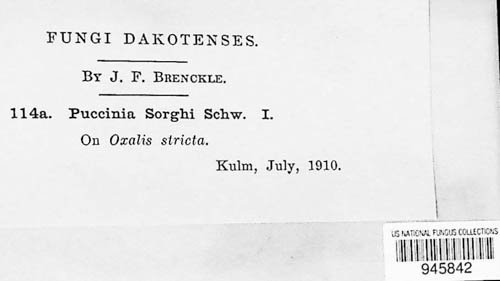 FUNGI DAKOTENSES.
By J. F. Brenckle.
114a. Puccinia Sorghi Schw. I.
On Oxalis stricta.
Kulm, July, 1910.
US NATIONAL FUNGUS COLLECTIONS
945842